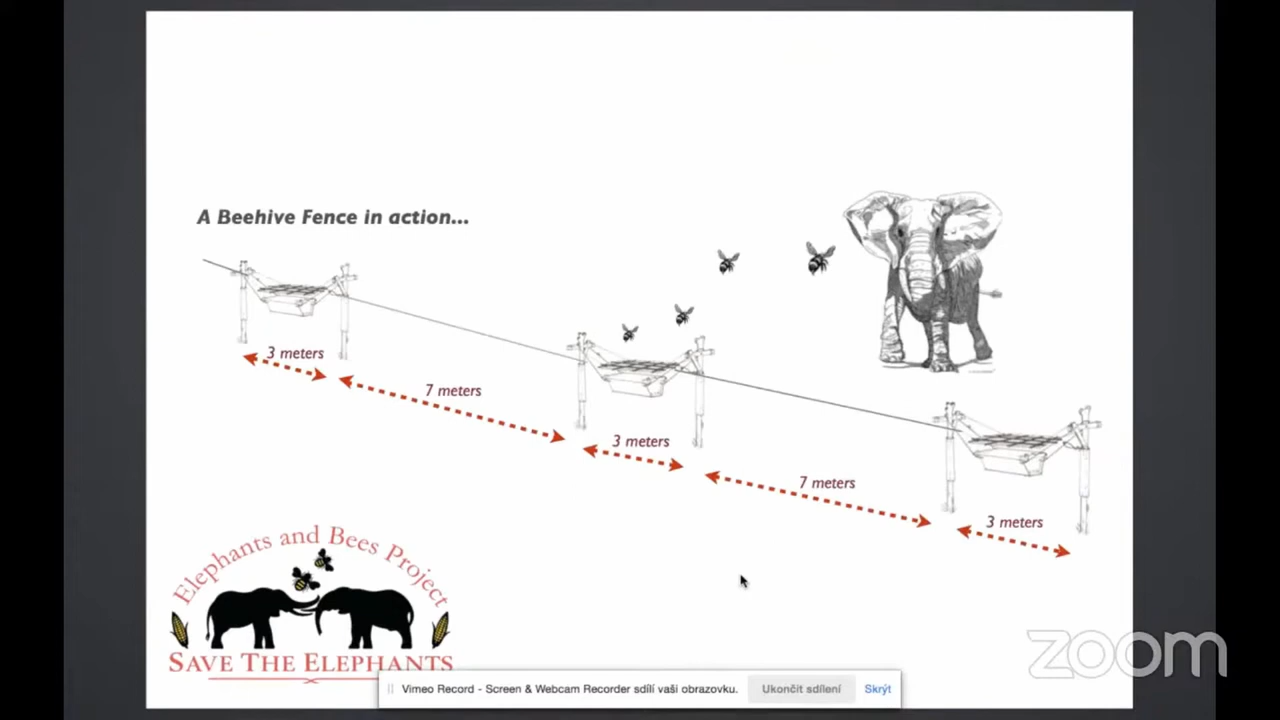 A Beehive Fence in action...
3 meters
7 meters
3 meters
7 meters
3 meters
Elephants and Bees Project
SAVE THE ELEPHANTS
zoom
Vimeo Record - Screen & Webcam Recorder sdílí vaši obrazovku. Ukončit sdílení Skrýt